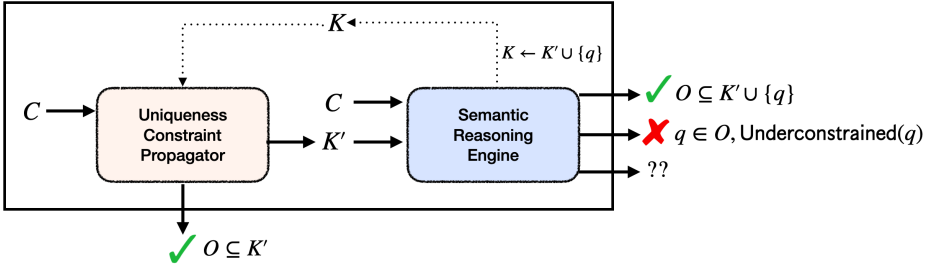 K
K ← K′ ∪ {q}
C
Uniqueness
Constraint
Propagator
K′
C
Semantic
Reasoning
Engine
O ⊆ K′ ∪ {q}
q ∈ O, Underconstrained(q)
??
O ⊆ K′